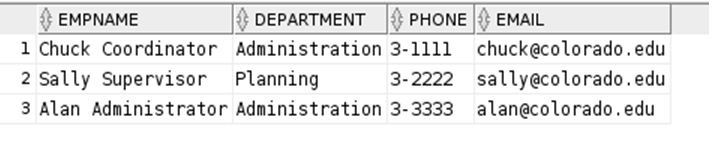 EMPNAME DEPARTMENT PHONE EMAIL
1 Chuck Coordinator Administration 3-1111 chuck@colorado.edu
2 Sally Supervisor Planning 3-2222 sally@colorado.edu
3 Alan Administrator Administration 3-3333 alan@colorado.edu